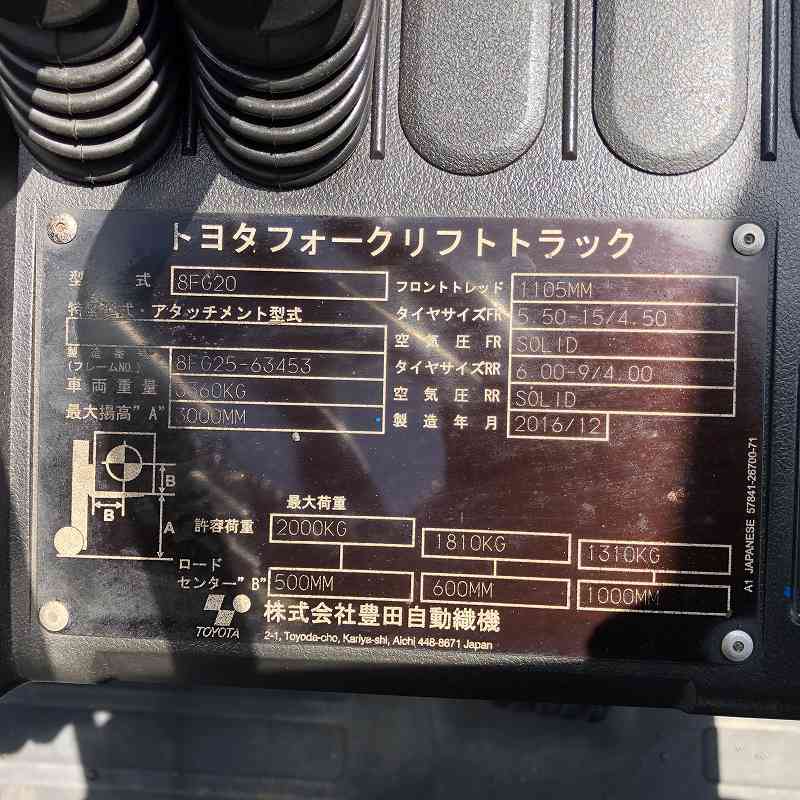 トヨタフォークリフトトラック
型 式 8FG20 フロントトレッド 1105MM
アタッチメント型式 タイヤサイズFR 5.50-15/4.50
空気圧 FR SOLID
製造番号 (フレームNO.) 8FG25-63453 タイヤサイズRR 6.00-9/4.00
車両重量 3360KG 空気圧 RR SOLID
最大揚高"A" 3000MM 製造年月 2016/12
B
B A
最大荷重
許容荷重 2000KG 1810KG 1310KG
ロード
センター"B" 500MM 600MM 1000MM
TOYOTA 株式会社豊田自動織機
2-1, Toyoda-cho, Kariya-shi, Aichi 448-8671 Japan
A1 JAPANESE 57841-26700-71